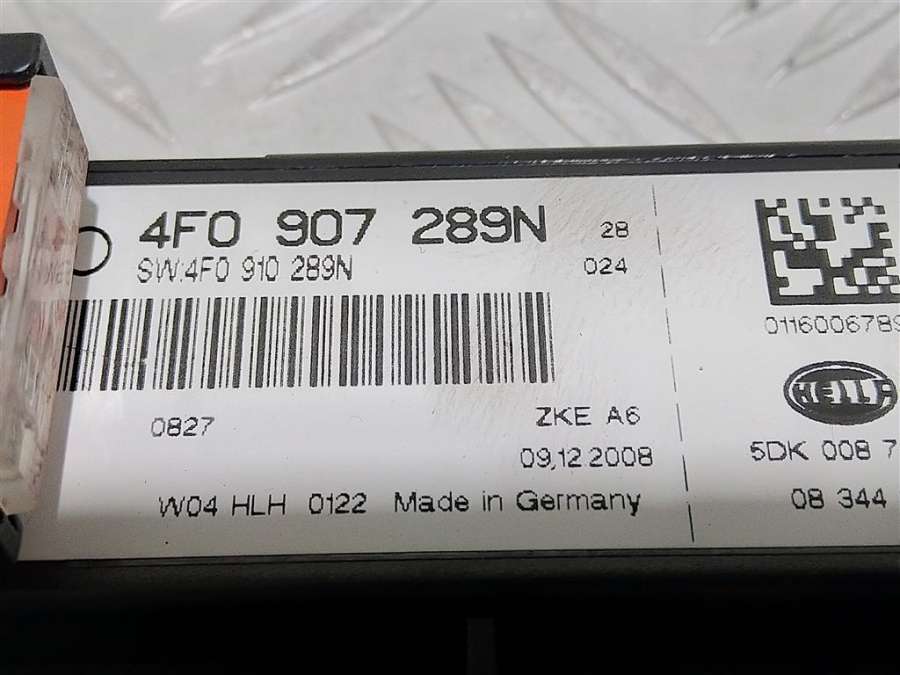 4F0 907 289N 28
SW:4F0 910 289N 024
0827 ZKE A6
09.12.2008
W04 HLH 0122 Made in Germany
0116006789
HELLA
5DK 008 7
08 344